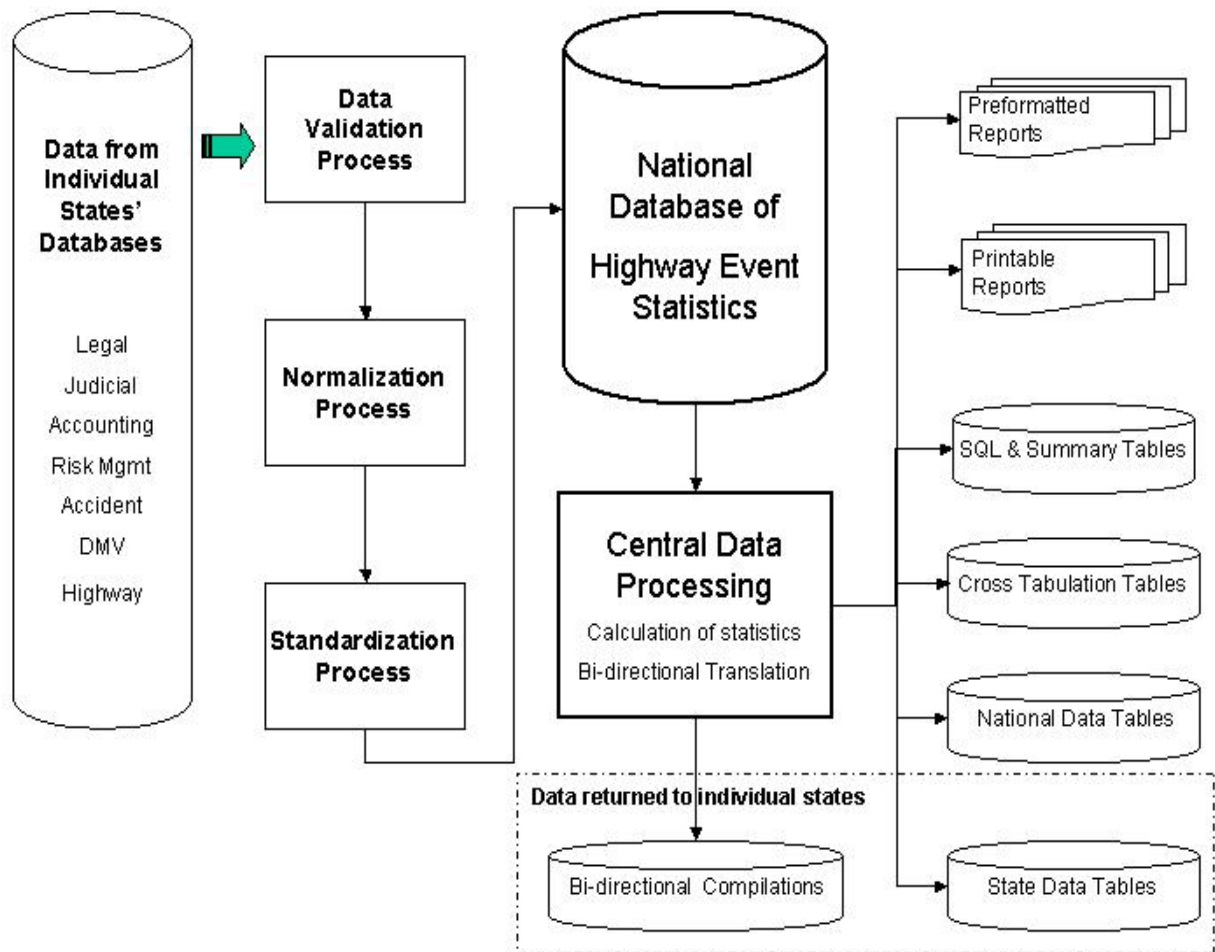 Data from
Individual
States’
Databases
Legal
Judicial
Accounting
Risk Mgmt
Accident
DMV
Highway
Data
Validation
Process
Normalization
Process
Standardization
Process
National
Database of
Highway Event
Statistics
Central Data
Processing
Calculation of statistics
Bi-directional Translation
Preformatted
Reports
Printable
Reports
SQL & Summary Tables
Cross Tabulation Tables
National Data Tables
Data returned to individual states
Bi-directional Compilations
State Data Tables